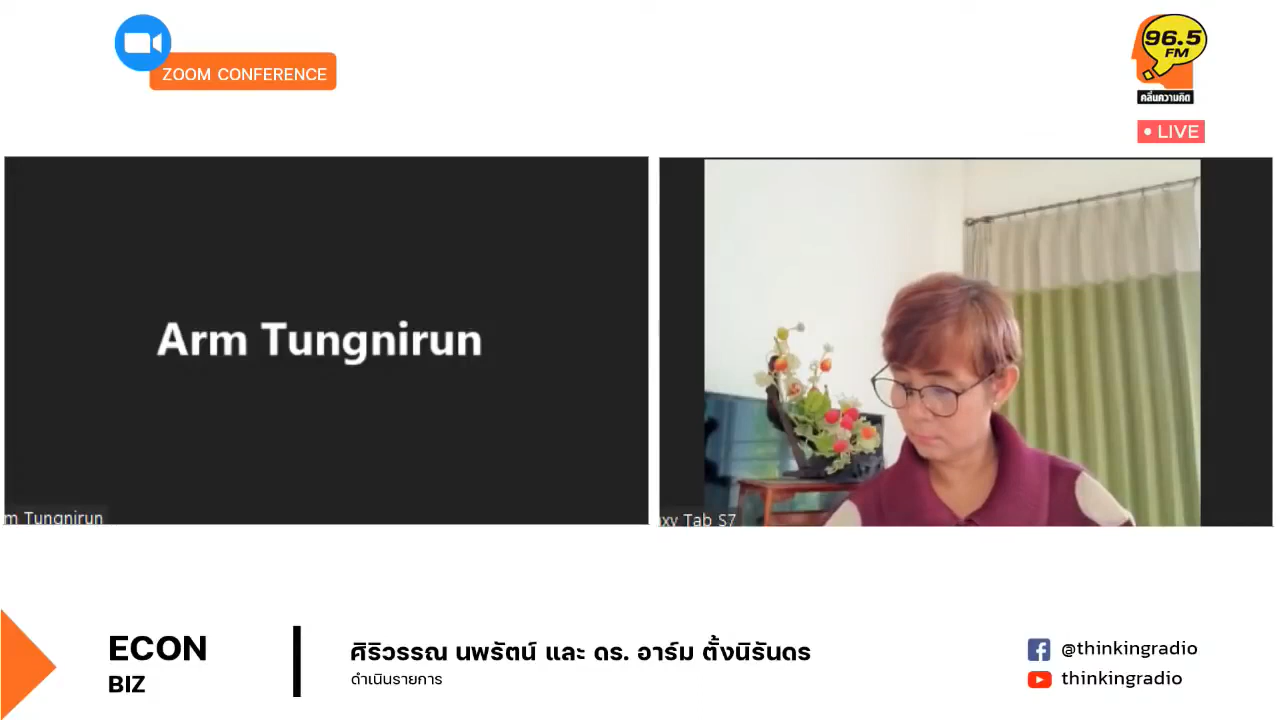 ZOOM CONFERENCE
96.5
FM
คลื่นความคิด
LIVE
Arm Tungnirun
m Tungnirun
xy Tab S7
ECON
BIZ
ศิริวรรณ นพรัตน์ และ ดร. อาร์ม ตั้งนิรันดร
ดำเนินรายการ
@thinkingradio
thinkingradio